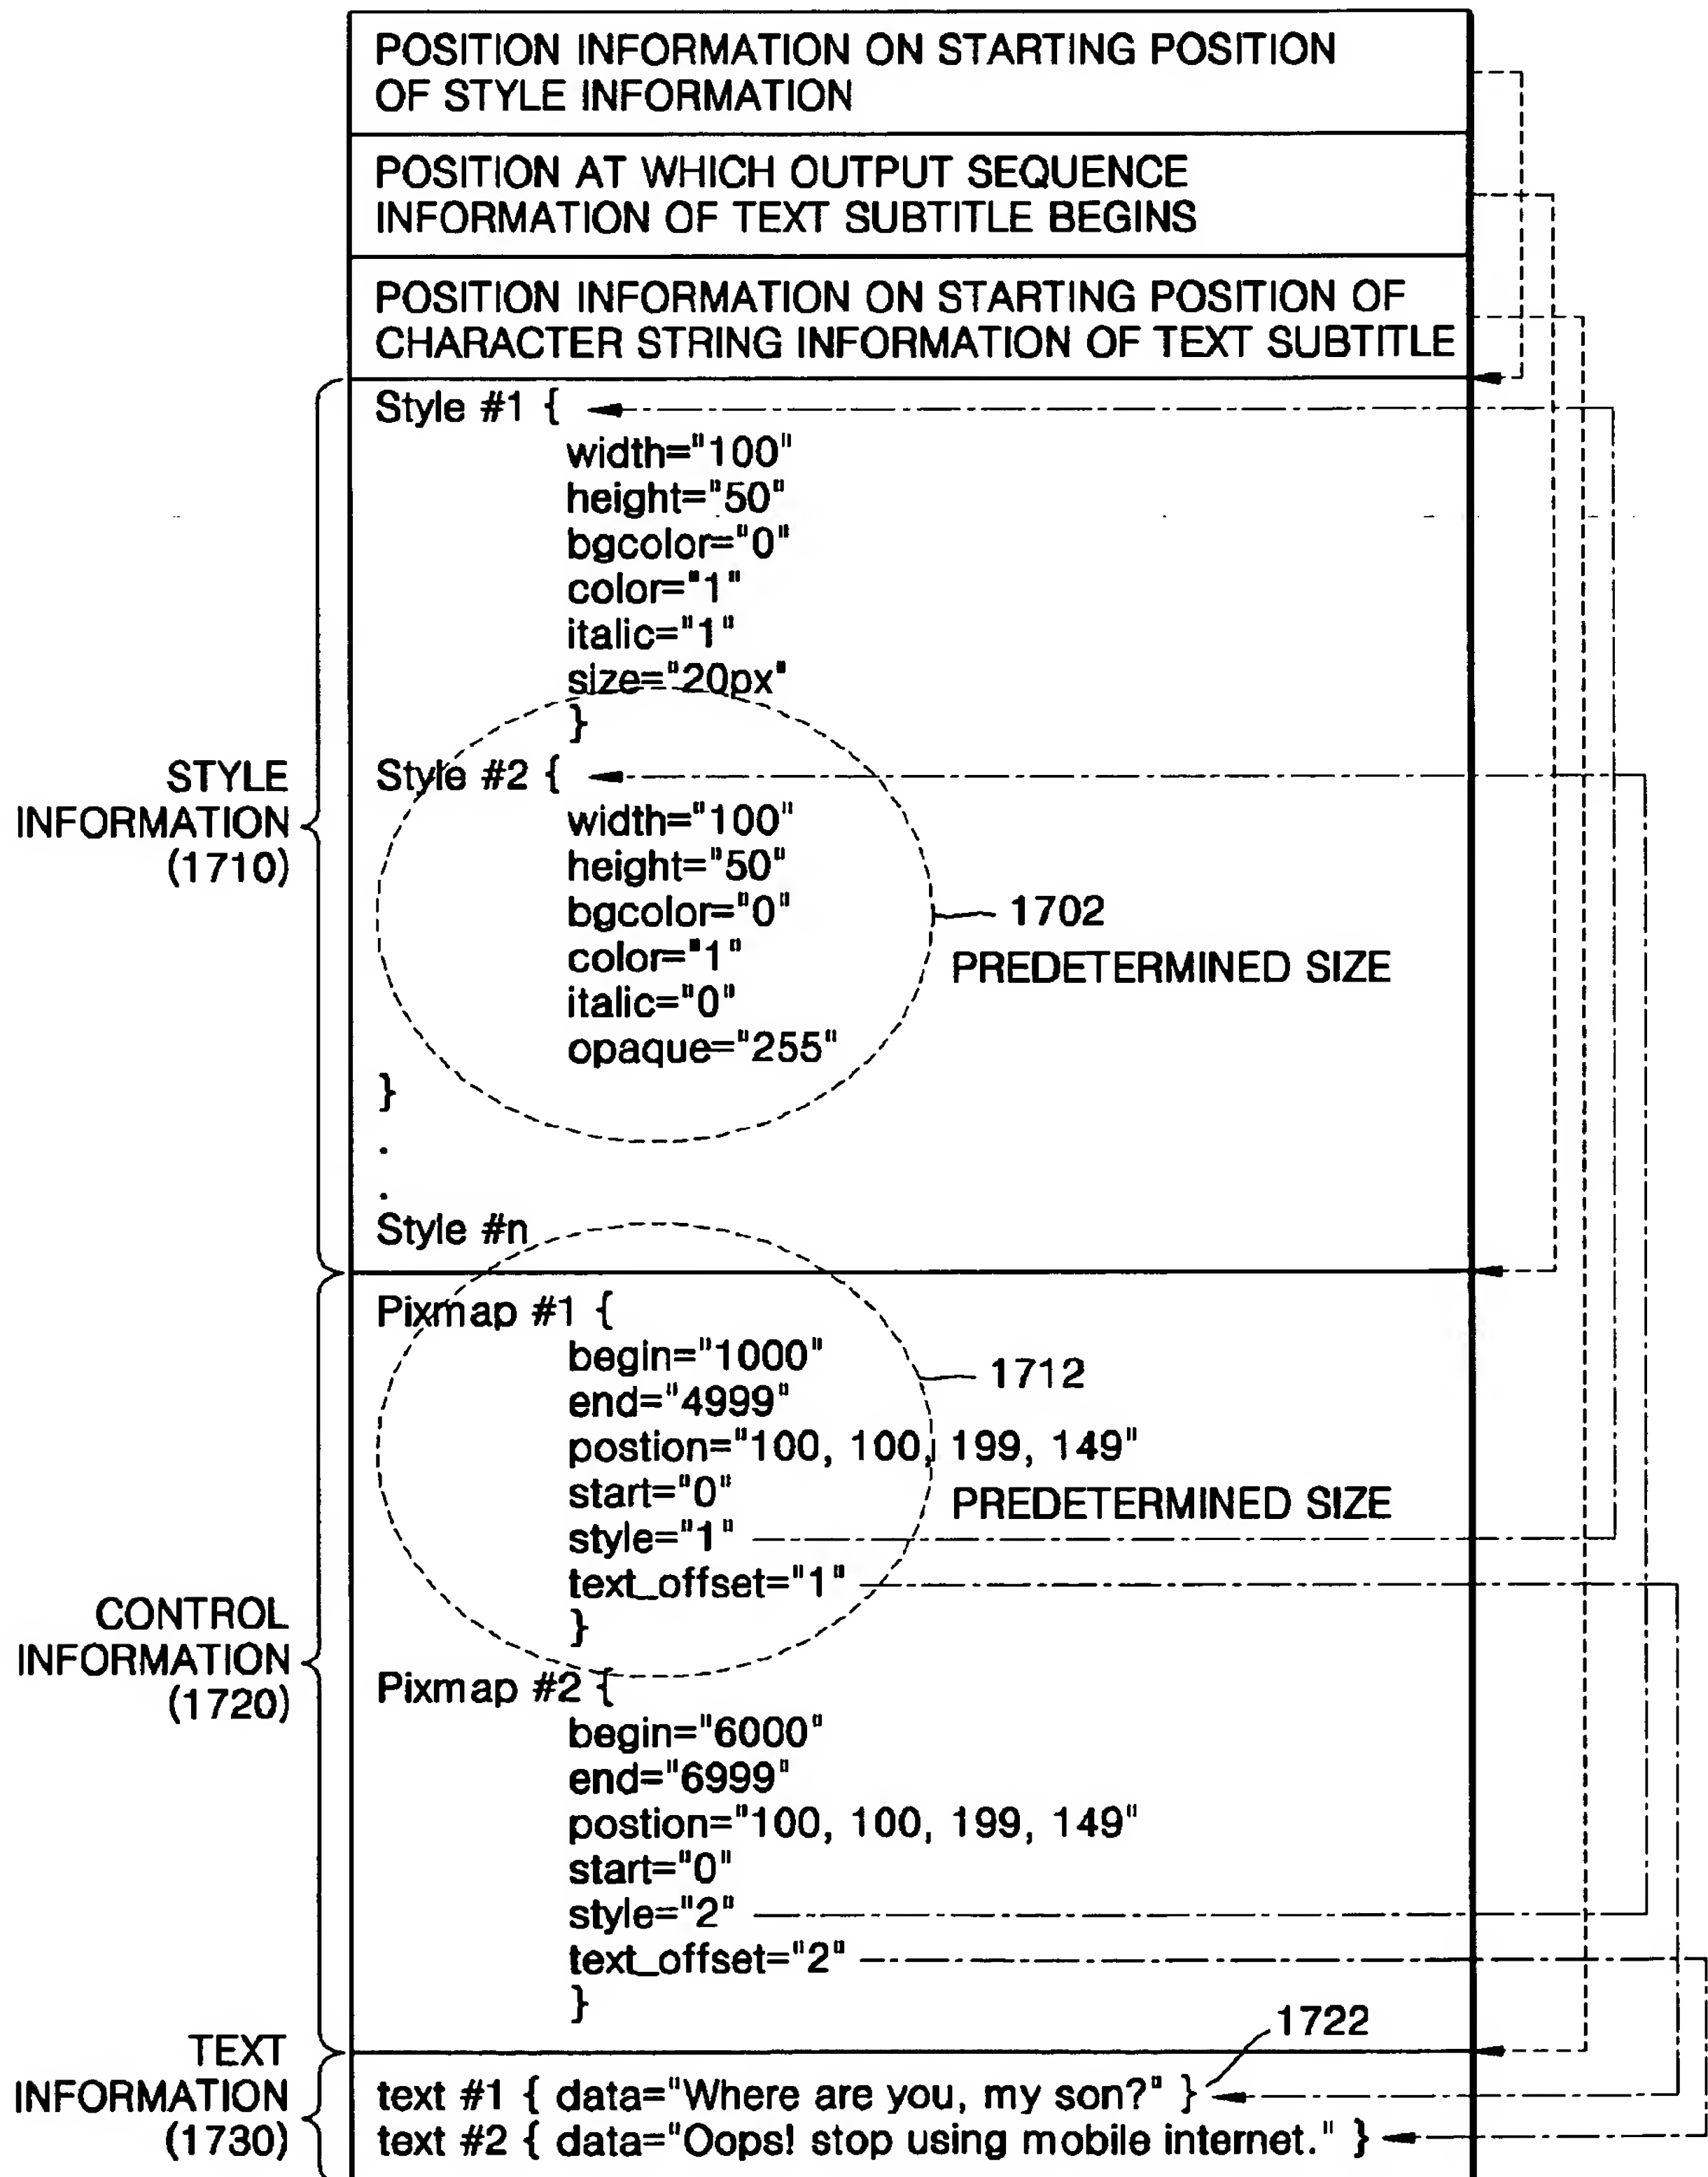 POSITION INFORMATION ON STARTING POSITION
OF STYLE INFORMATION
POSITION AT WHICH OUTPUT SEQUENCE
INFORMATION OF TEXT SUBTITLE BEGINS
POSITION INFORMATION ON STARTING POSITION OF
CHARACTER STRING INFORMATION OF TEXT SUBTITLE
STYLE
INFORMATION
(1710)
Style #1 {
width="100"
height="50"
bgcolor="0"
color="1"
italic="1"
size="20px"
}
Style #2 {
width="100"
height="50"
bgcolor="0"
color="1"
italic="0"
opaque="255"
}
.
.
Style #n
1702
PREDETERMINED SIZE
CONTROL
INFORMATION
(1720)
Pixmap #1 {
begin="1000"
end="4999"
postion="100, 100, 199, 149"
start="0"
style="1"
text_offset="1"
}
1712
PREDETERMINED SIZE
Pixmap #2 {
begin="6000"
end="6999"
postion="100, 100, 199, 149"
start="0"
style="2"
text_offset="2"
}
TEXT
INFORMATION
(1730)
1722
text #1 { data="Where are you, my son?" }
text #2 { data="Oops! stop using mobile internet." }